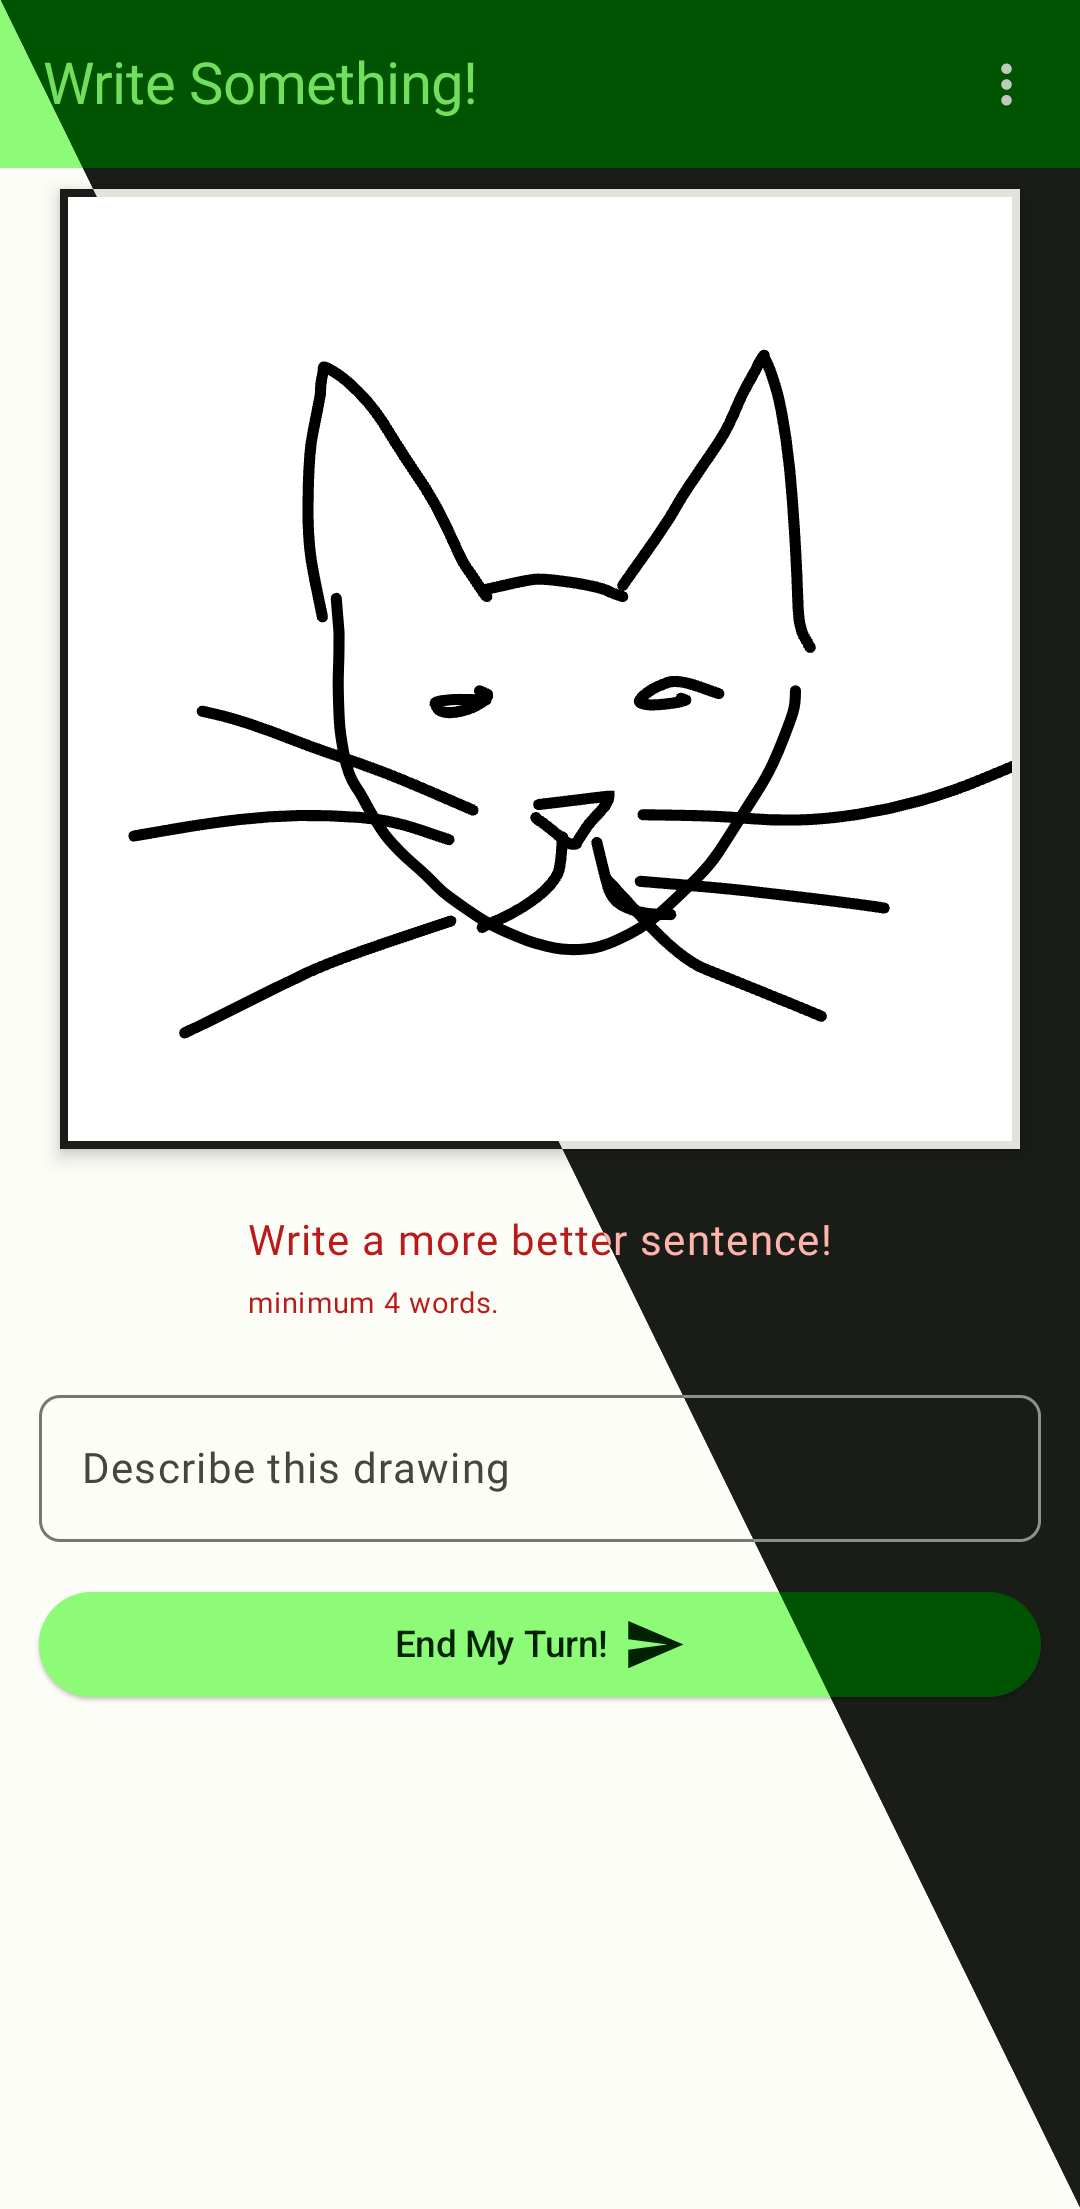 Write Something!
Write a more better sentence!
minimum 4 words.
Describe this drawing
End My Turn!